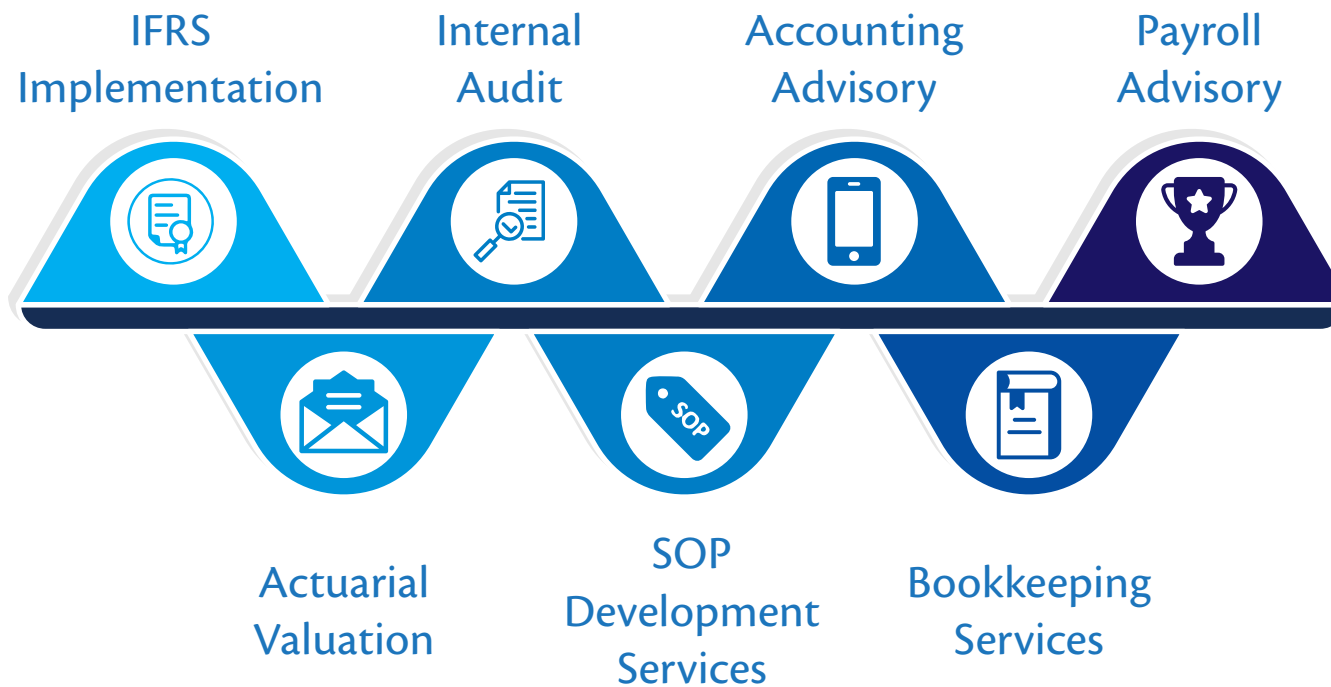 IFRS
Implementation
Internal
Audit
Accounting
Advisory
Payroll
Advisory
SOP
Actuarial
Valuation
SOP
Development
Services
Bookkeeping
Services